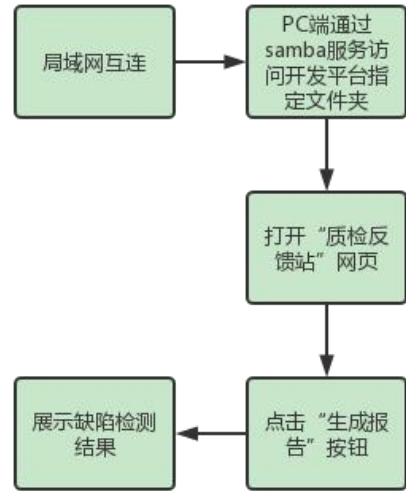 局域网互连
PC端通过
samba服务访
问开发平台指
定文件夹
打开“质检反
馈站”网页
点击“生成报
告”按钮
展示缺陷检测
结果